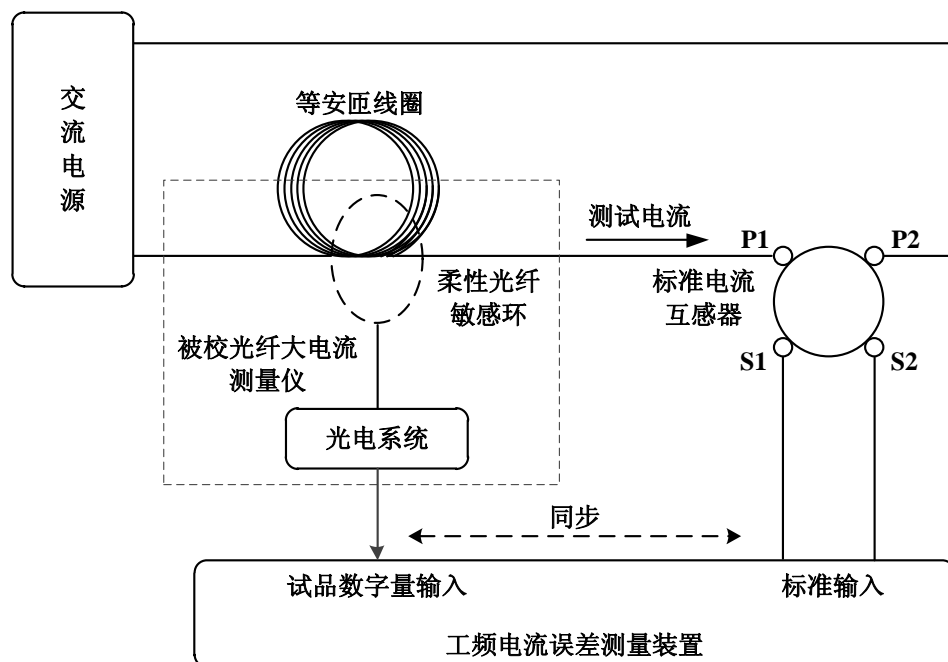 交
流
电
源
等安匝线圈
测试电流
P1
P2
柔性光纤
敏感环
标准电流
互感器
被校光纤大电流
测量仪
S1
S2
光电系统
同步
试品数字量输入
标准输入
工频电流误差测量装置